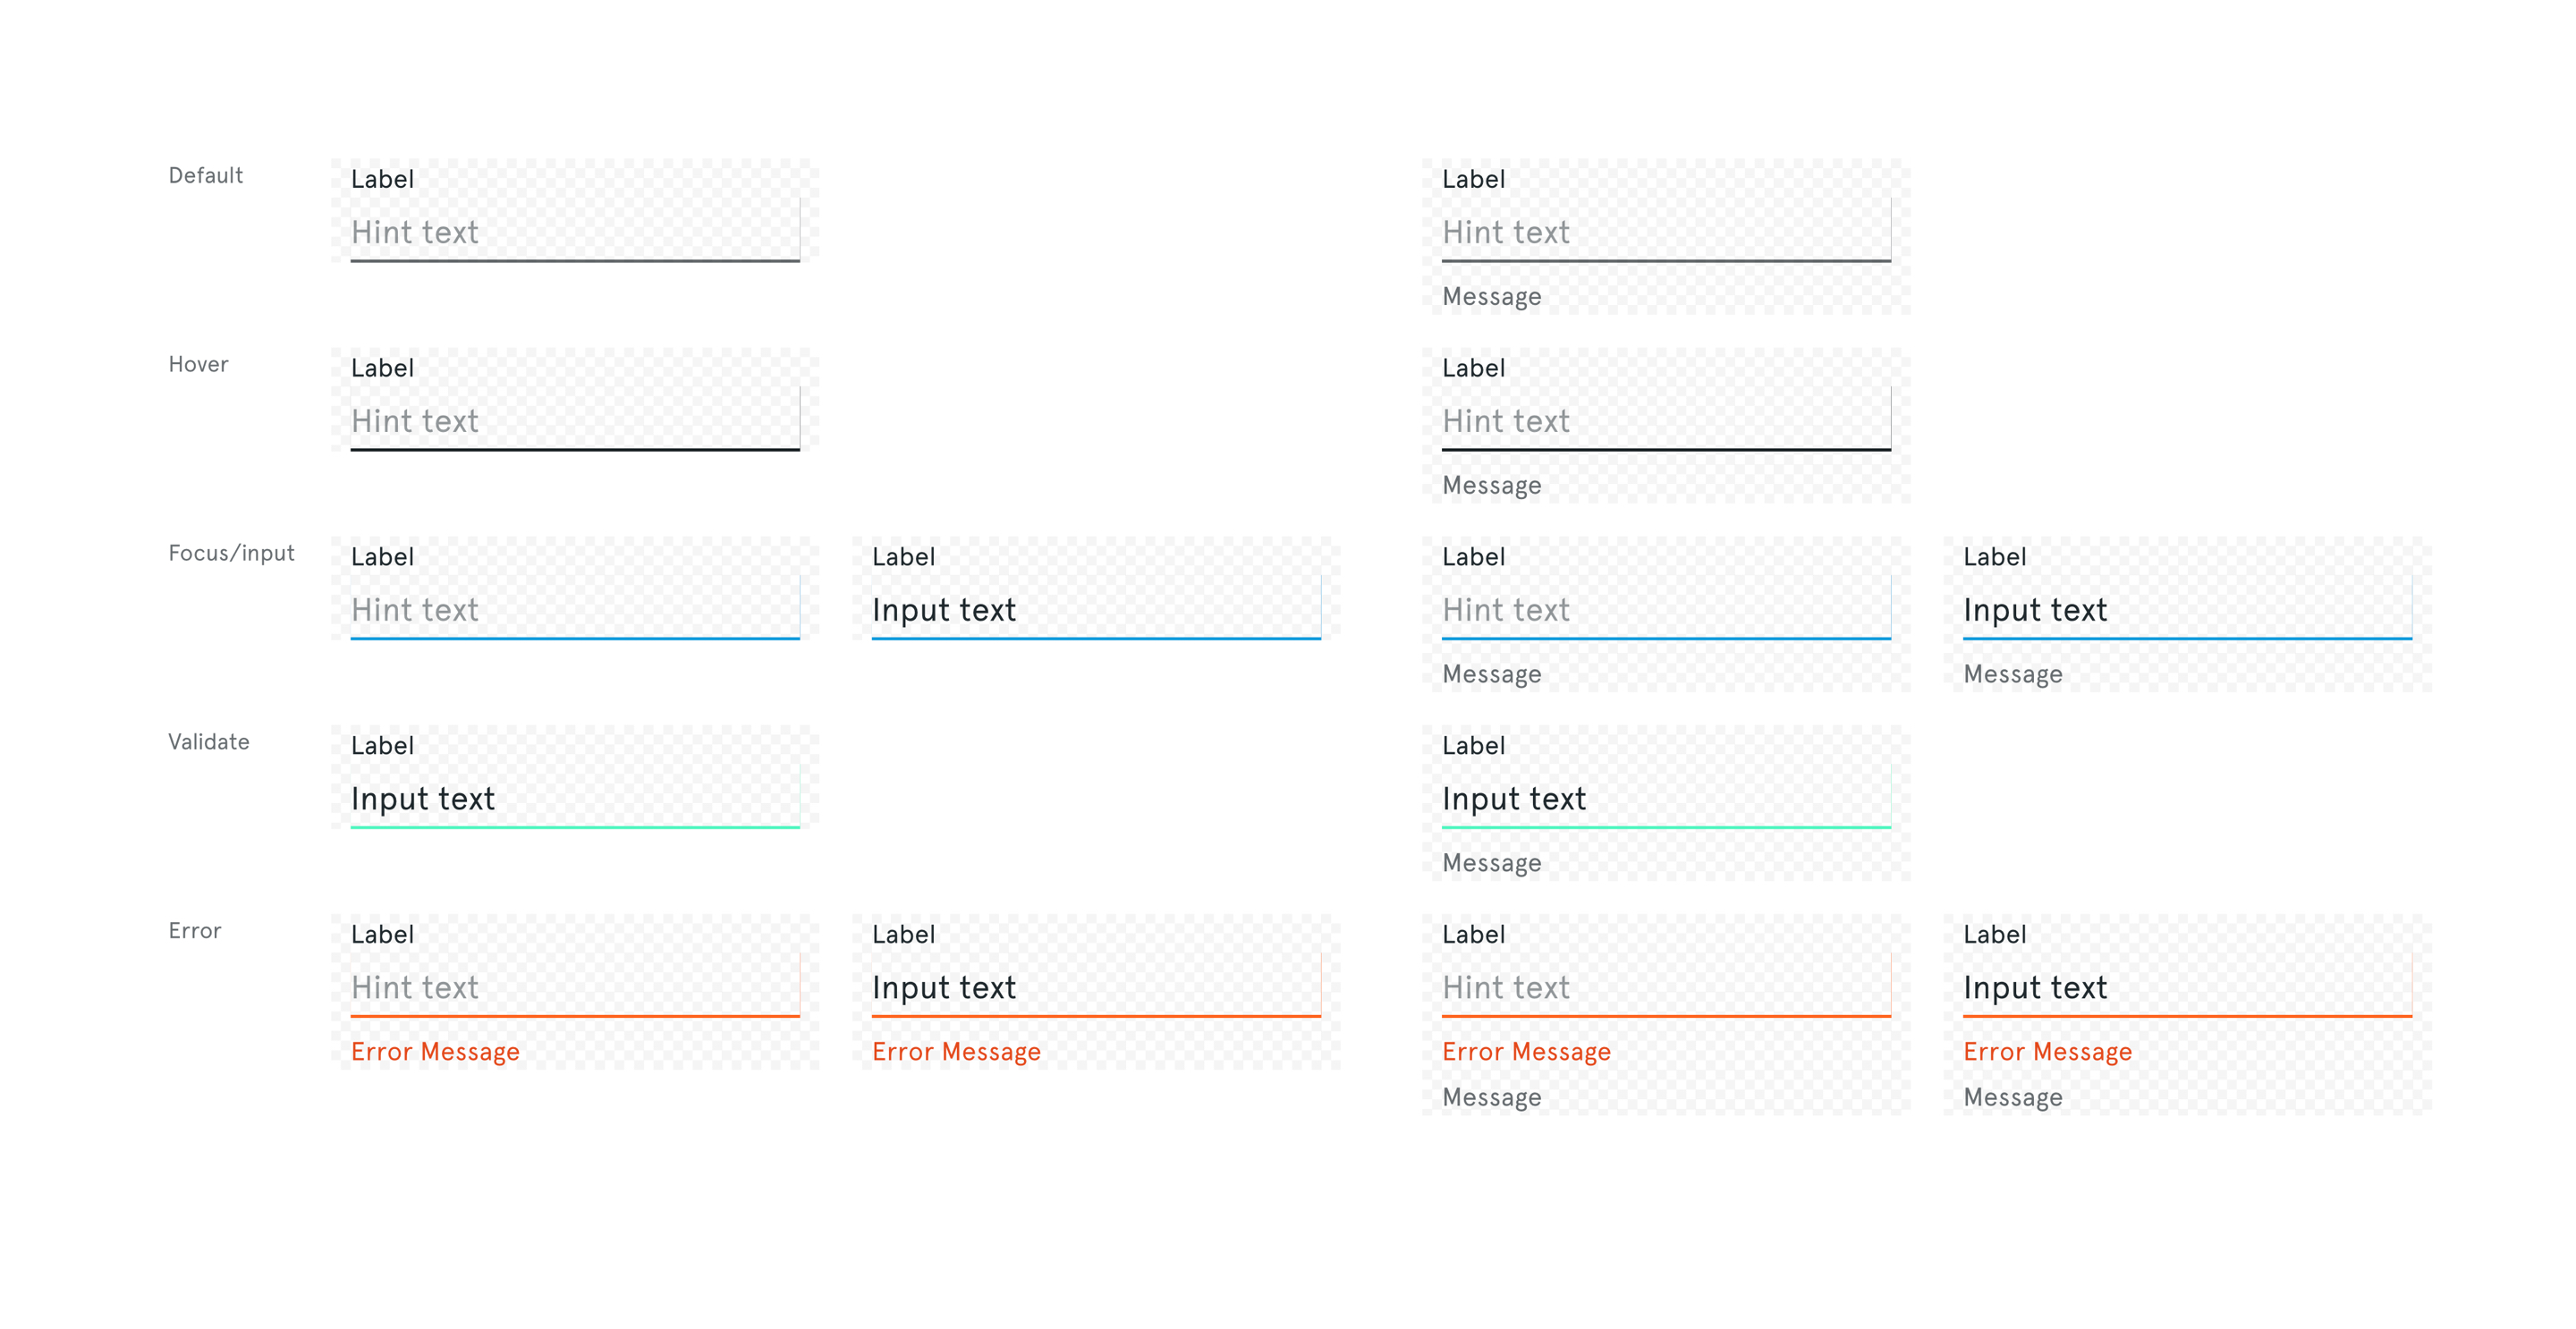 Default
Label
Hint text
Label
Hint text
Message
Hover
Label
Hint text
Label
Hint text
Message
Focus/input
Label
Hint text
Label
Input text
Label
Hint text
Message
Label
Input text
Message
Validate
Label
Input text
Label
Input text
Message
Error
Label
Hint text
Error Message
Label
Input text
Error Message
Label
Hint text
Error Message
Message
Label
Input text
Error Message
Message